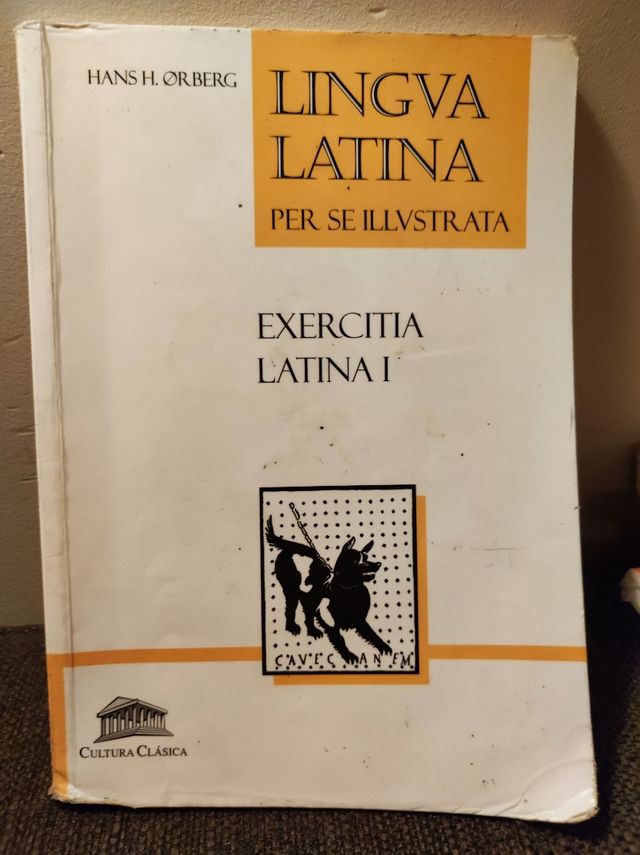 HANS H. ØRBERG
LINGVA
LATINA
PER SE ILLVSTRATA
EXERCITIA
LATINA I
CAVE CANEM
CULTURA CLÁSICA